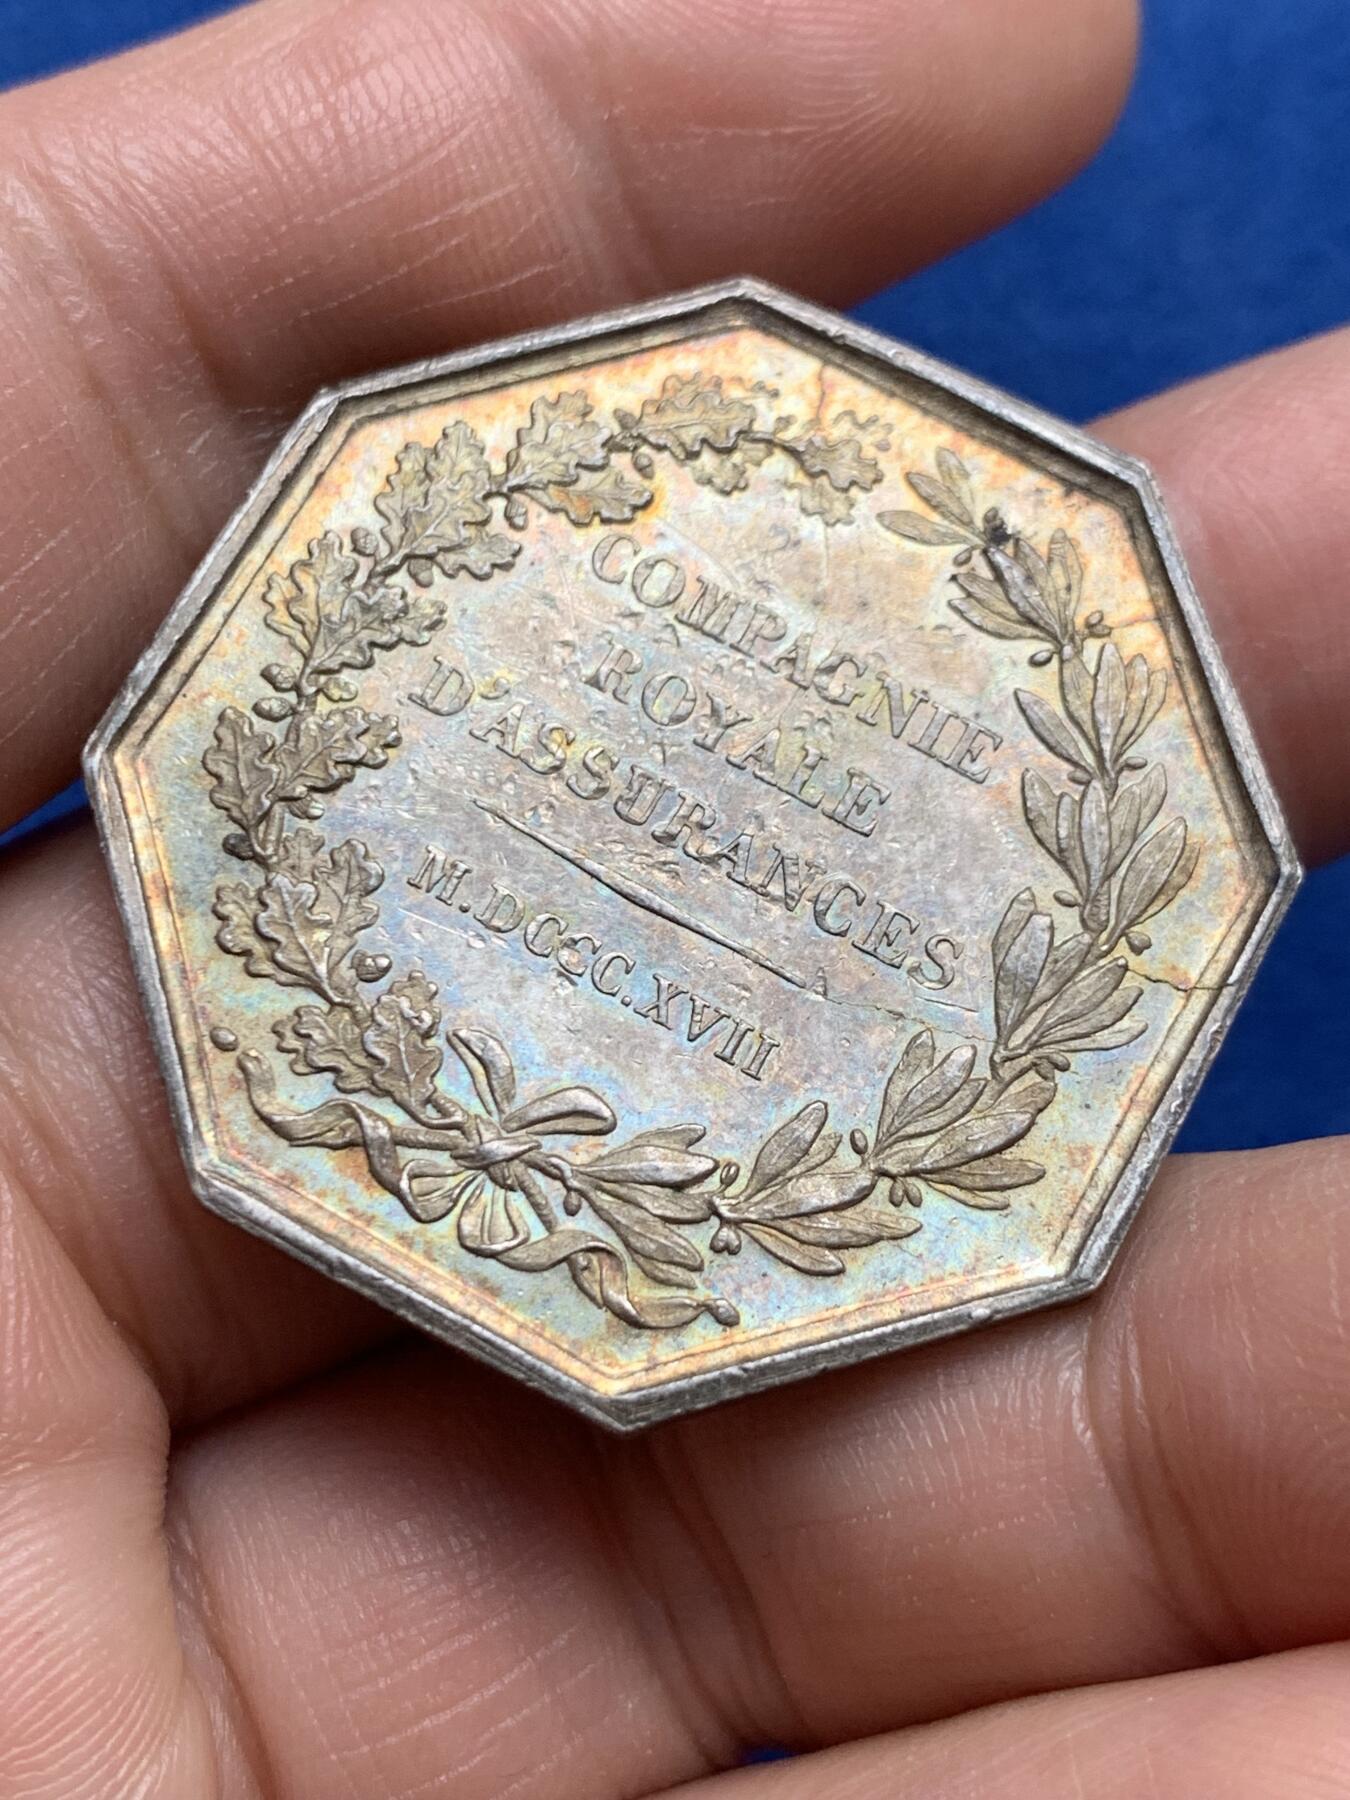 COMPAGNIE
ROYALE
D'ASSURANCES
M.DCCC.XVII